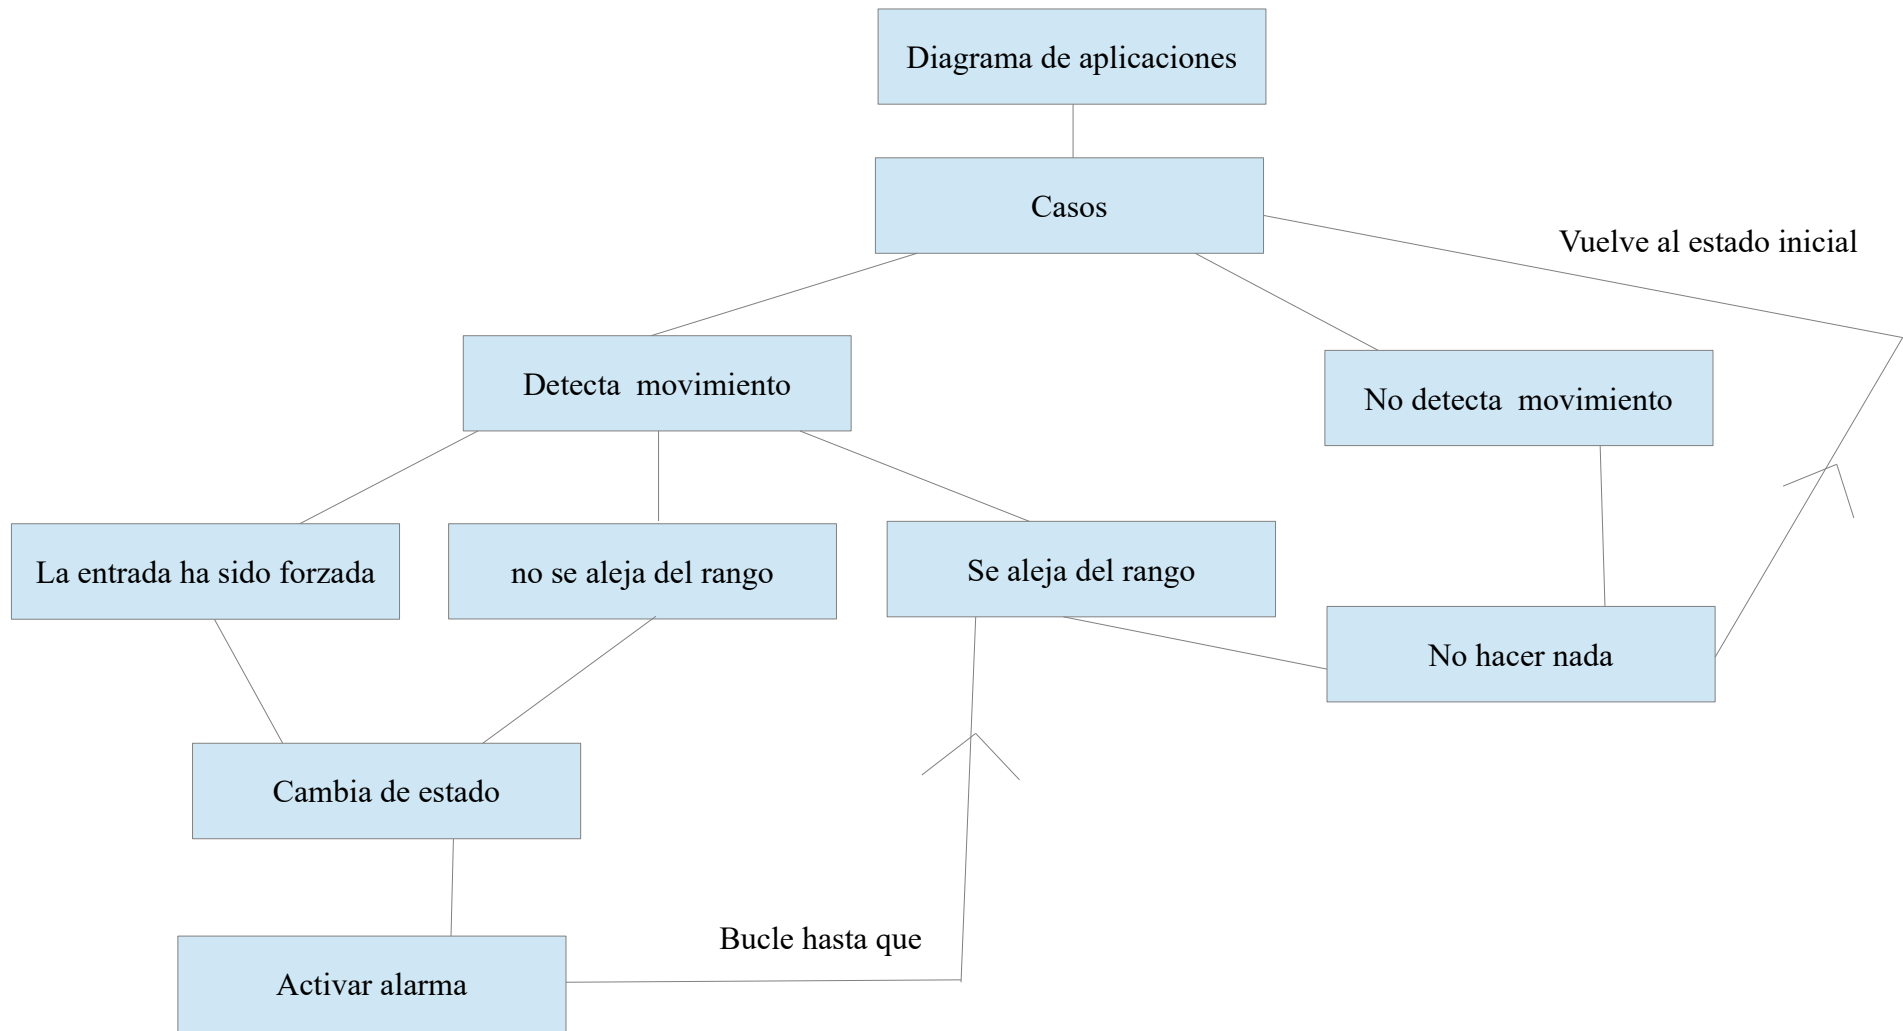 Diagrama de aplicaciones
Casos
Vuelve al estado inicial
Detecta  movimiento
No detecta  movimiento
La entrada ha sido forzada
no se aleja del rango
Se aleja del rango
No hacer nada
Cambia de estado
Bucle hasta que
Activar alarma